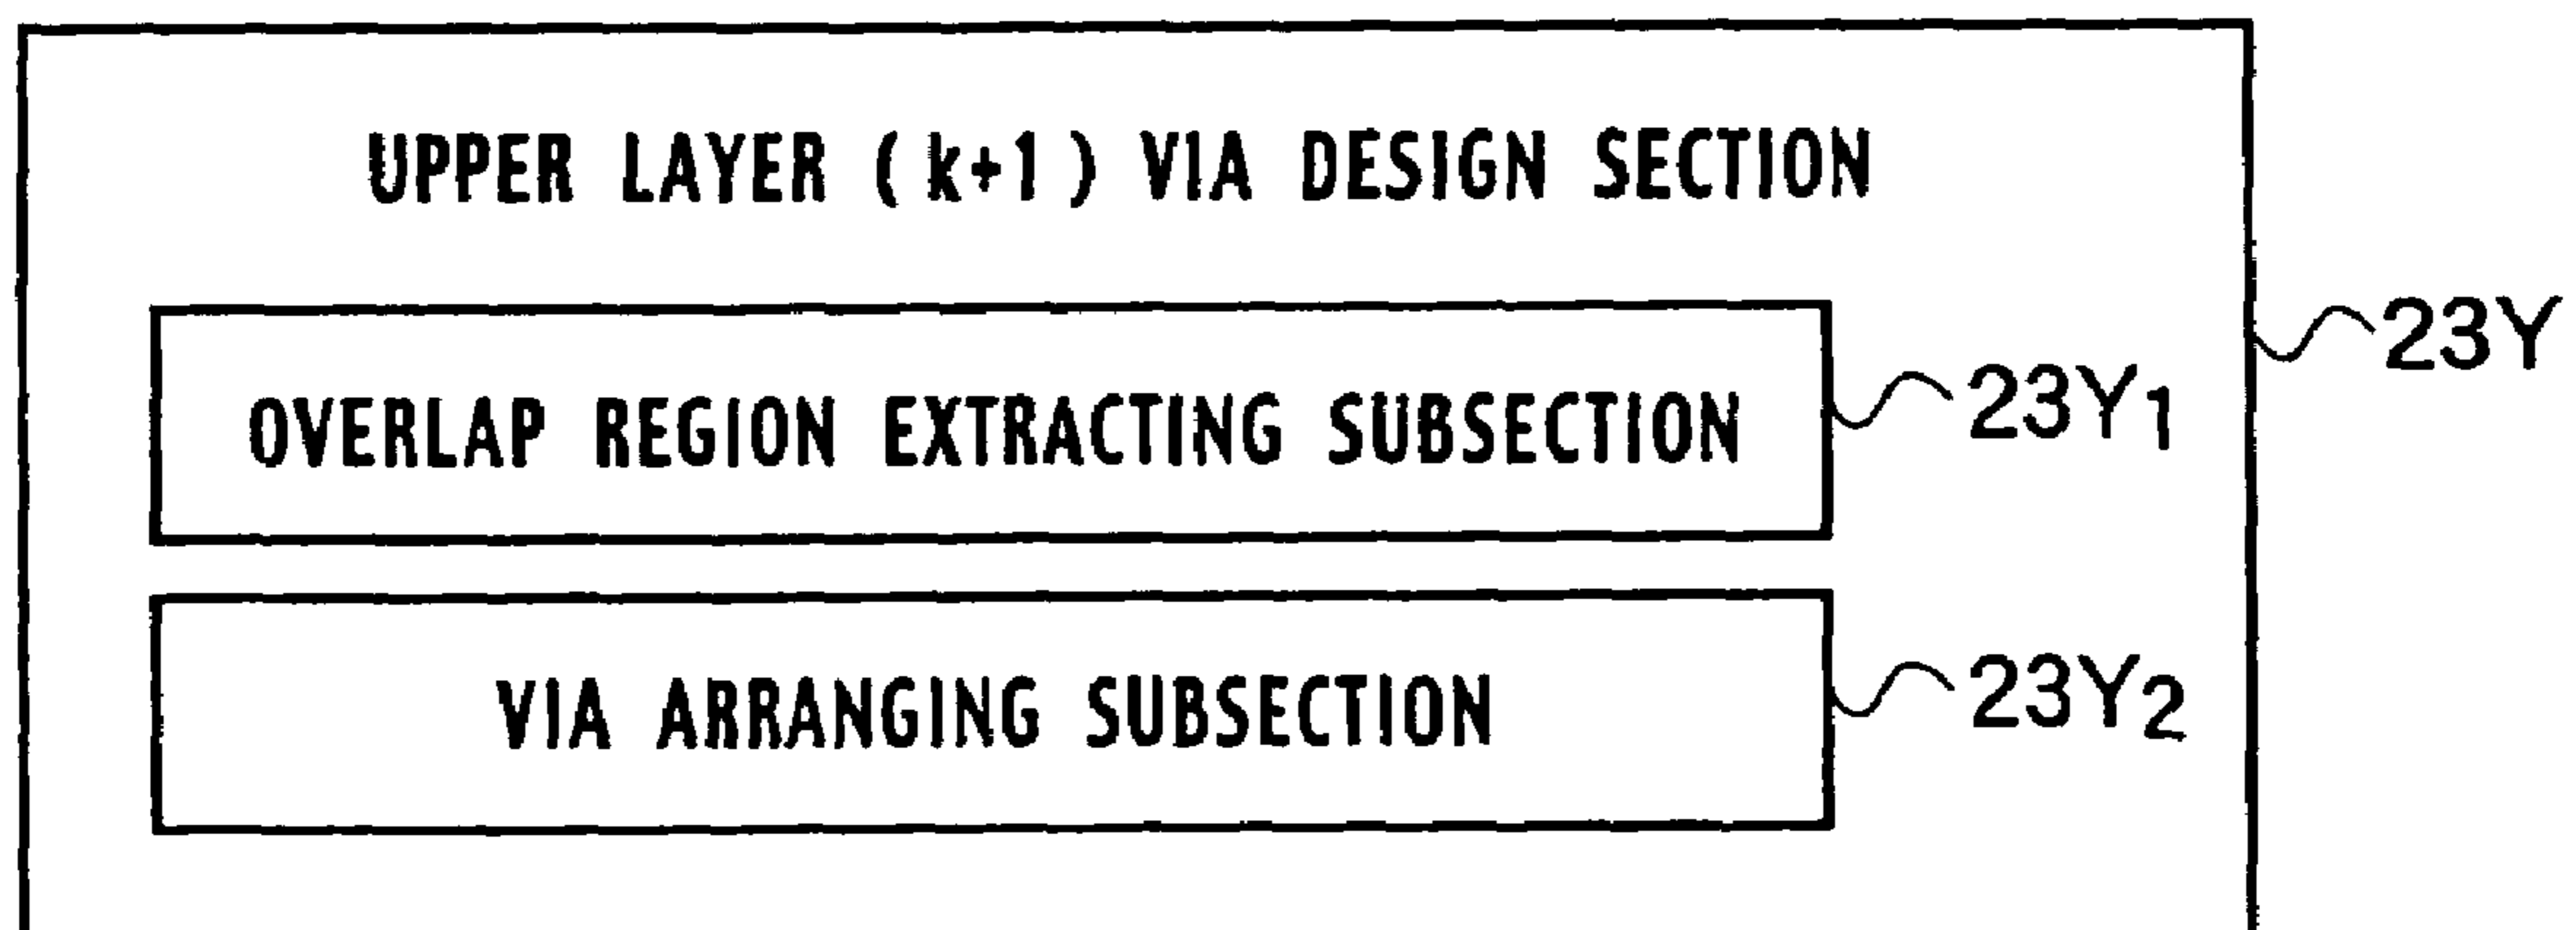 UPPER LAYER (k+1) VIA DESIGN SECTION
23Y
OVERLAP REGION EXTRACTING SUBSECTION
23Y1
VIA ARRANGING SUBSECTION
23Y2